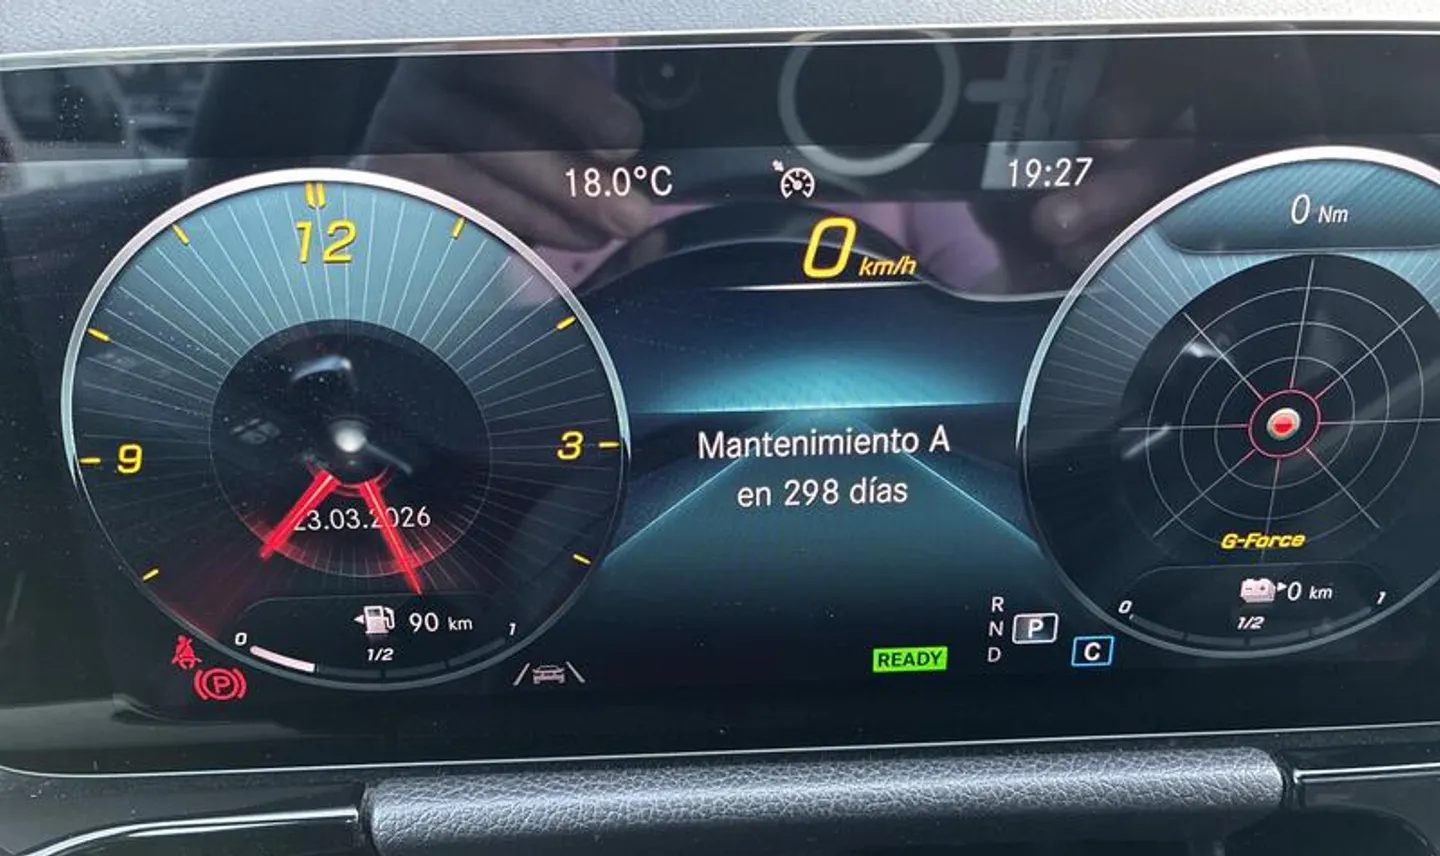 18.0°C
19:27
0 Nm
12
0 km/h
9
3
Mantenimiento A
en 298 días
23.03.2026
G-Force
90 km
0
1/2
1
0 km
0
1/2
1
R
N
D
P
C
READY
P